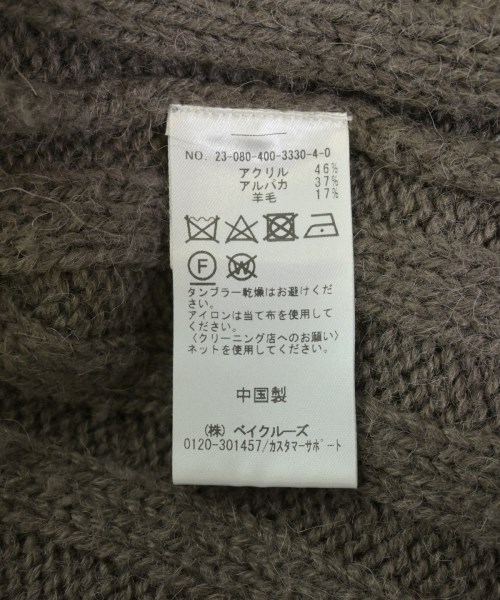 NO. 23-080-400-3330-4-0
アクリル 46%
アルパカ 37%
羊毛 17%
F W
タンブラー乾燥はお避けくだ
さい。
アイロンは当て布を使用して
ください。
〈クリーニング店へのお願い〉
ネットを使用してください。
中国製
(株) ベイクルーズ
0120-301457/カスタマーサポート